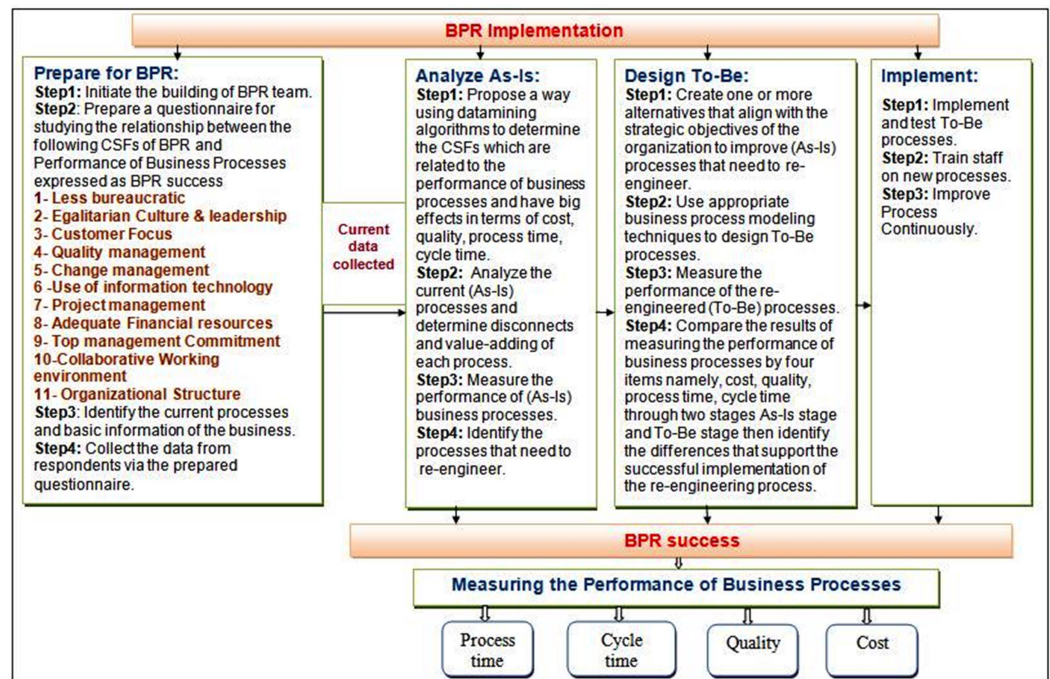 BPR Implementation
Prepare for BPR:
Step1: Initiate the building of BPR team.
Step2: Prepare a questionnaire for
studying the relationship between the
following CSFs of BPR and
Performance of Business Processes
expressed as BPR success
1- Less bureaucratic
2- Egalitarian Culture & leadership
3- Customer Focus
4- Quality management
5- Change management
6 -Use of information technology
7- Project management
8- Adequate Financial resources
9- Top management Commitment
10-Collaborative Working
environment
11- Organizational Structure
Step3: Identify the current processes
and basic information of the business.
Step4: Collect the data from
respondents via the prepared
questionnaire.
Current
data
collected
Analyze As-Is:
Step1: Propose a way
using datamining
algorithms to determine
the CSFs which are
related to the
performance of business
processes and have big
effects in terms of cost,
quality, process time,
cycle time.
Step2: Analyze the
current (As-Is)
processes and
determine disconnects
and value-adding of
each process.
Step3: Measure the
performance of (As-Is)
business processes.
Step4: Identify the
processes that need to
re-engineer.
Design To-Be:
Step1: Create one or more
alternatives that align with the
strategic objectives of the
organization to improve (As-Is)
processes that need to re-
engineer.
Step2: Use appropriate
business process modeling
techniques to design To-Be
processes.
Step3: Measure the
performance of the re-
engineered (To-Be) processes.
Step4: Compare the results of
measuring the performance of
business processes by four
items namely, cost, quality,
process time, cycle time
through two stages As-Is stage
and To-Be stage then identify
the differences that support the
successful implementation of
the re-engineering process.
Implement:
Step1: Implement
and test To-Be
processes.
Step2: Train staff
on new processes.
Step3: Improve
Process
Continuously.
BPR success
Measuring the Performance of Business Processes
Process
time
Cycle
time
Quality
Cost